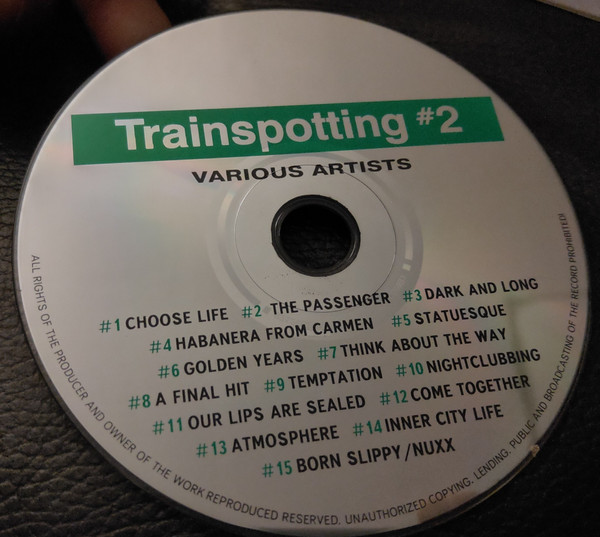 Trainspotting #2
VARIOUS ARTISTS
#1 CHOOSE LIFE #2 THE PASSENGER #3 DARK AND LONG
#4 HABANERA FROM CARMEN #5 STATUESQUE
#6 GOLDEN YEARS #7 THINK ABOUT THE WAY
#8 A FINAL HIT #9 TEMPTATION #10 NIGHTCLUBBING
#11 OUR LIPS ARE SEALED #12 COME TOGETHER
#13 ATMOSPHERE #14 INNER CITY LIFE
#15 BORN SLIPPY/NUXX
ALL RIGHTS OF THE PRODUCER AND OWNER OF THE WORK REPRODUCED RESERVED. UNAUTHORIZED COPYING, LENDING, PUBLIC AND BROADCASTING OF THE RECORD PROHIBITED!